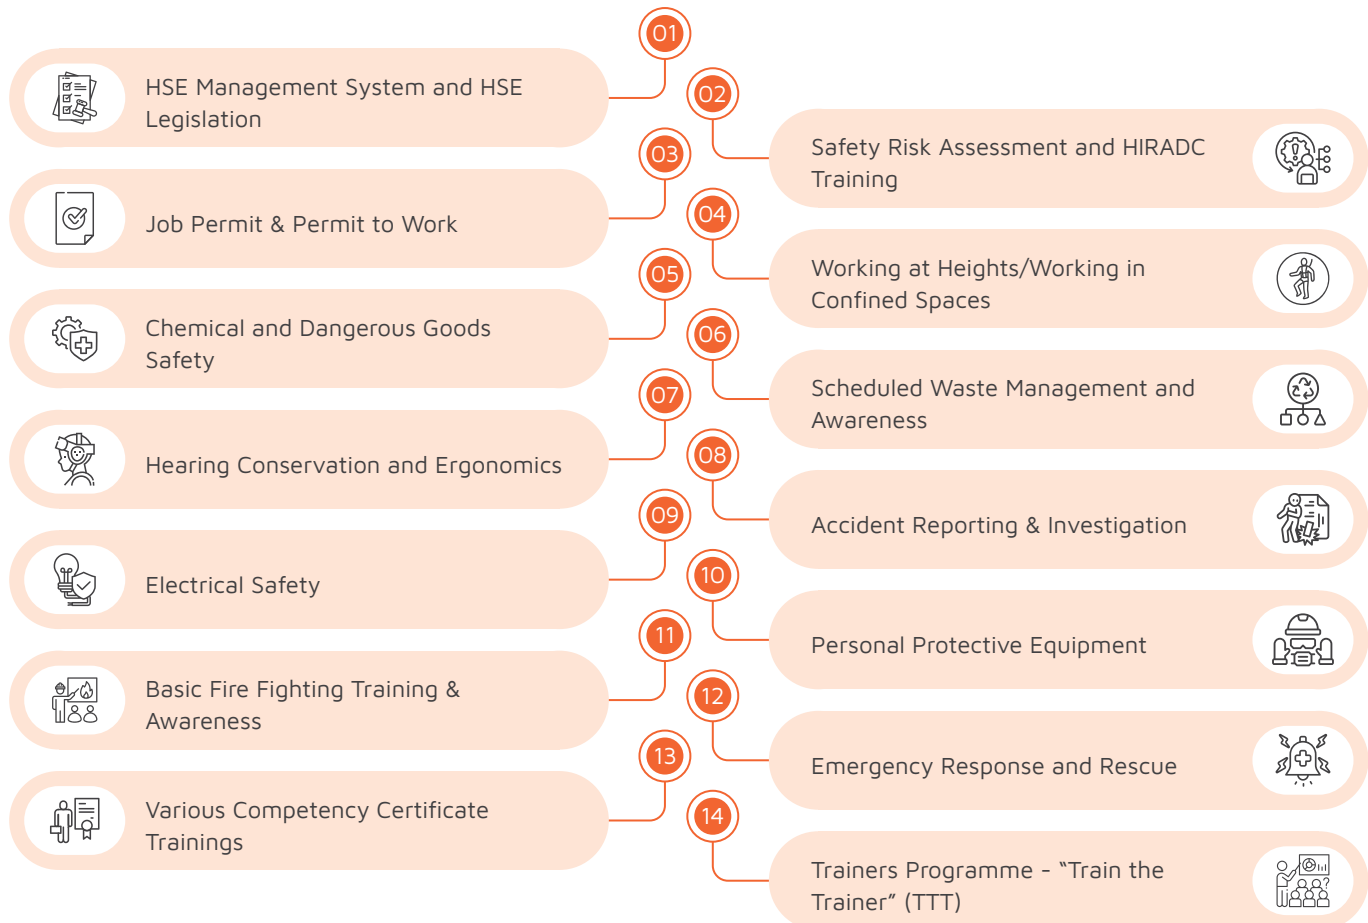 01
HSE Management System and HSE
Legislation
02
Safety Risk Assessment and HIRADC
Training
03
Job Permit & Permit to Work
04
Working at Heights/Working in
Confined Spaces
05
Chemical and Dangerous Goods
Safety
06
Scheduled Waste Management and
Awareness
07
Hearing Conservation and Ergonomics
08
Accident Reporting & Investigation
09
Electrical Safety
10
Personal Protective Equipment
11
Basic Fire Fighting Training &
Awareness
12
Emergency Response and Rescue
13
Various Competency Certificate
Trainings
14
Trainers Programme - “Train the
Trainer” (TTT)